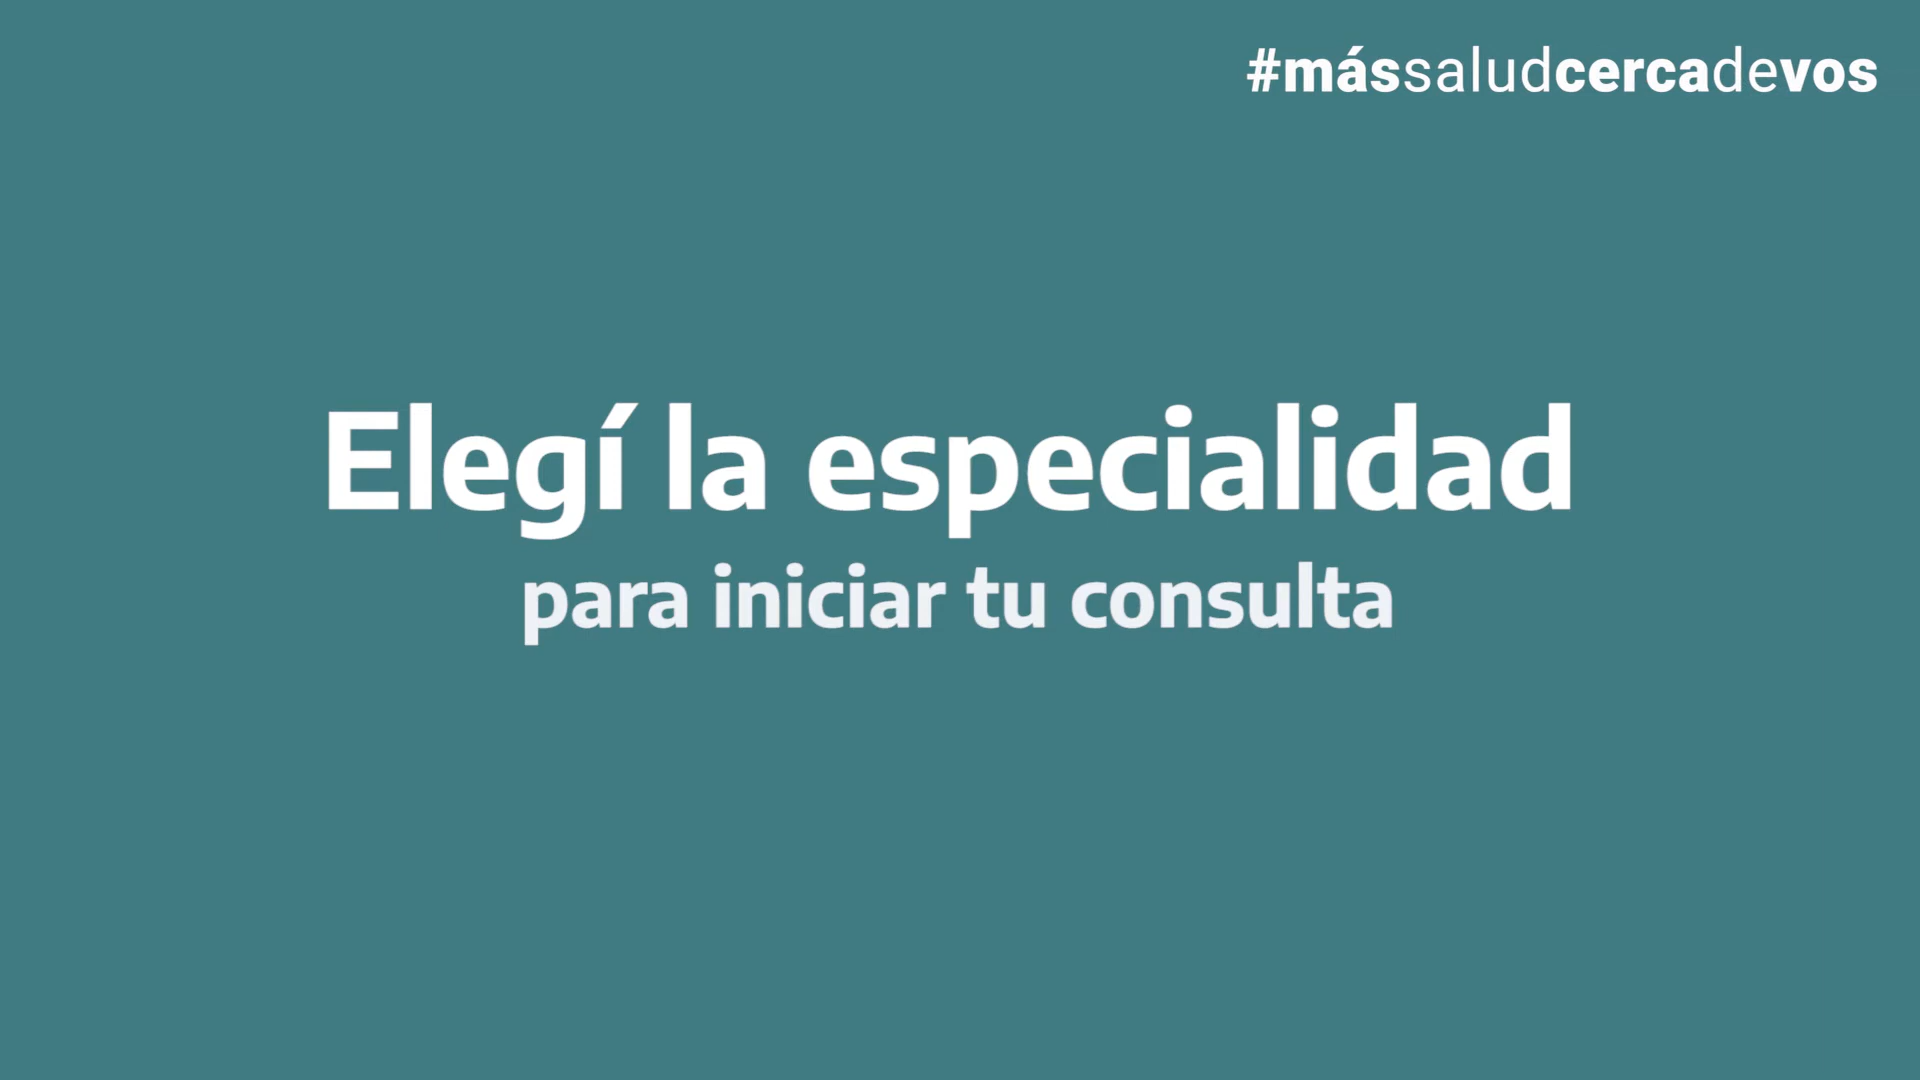 #mássaludcercadevos
Elegí la especialidad
para iniciar tu consulta